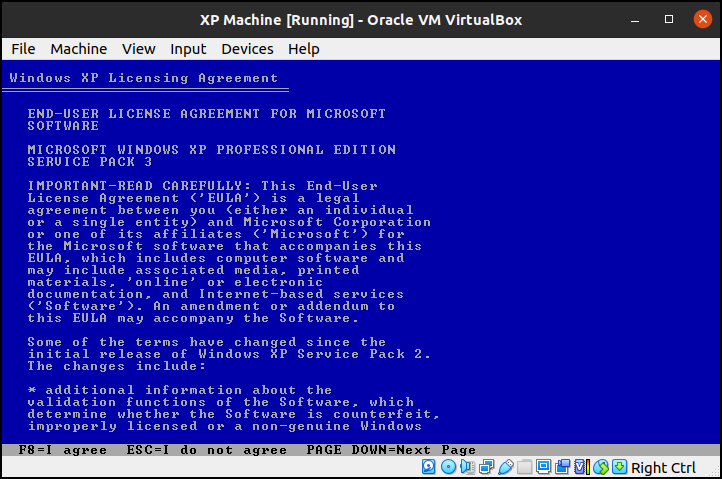 XP Machine [Running] - Oracle VM VirtualBox
File Machine View Input Devices Help
Windows XP Licensing Agreement
END-USER LICENSE AGREEMENT FOR MICROSOFT
SOFTWARE
MICROSOFT WINDOWS XP PROFESSIONAL EDITION
SERVICE PACK 3
IMPORTANT-READ CAREFULLY: This End-User
License Agreement ('EULA') is a legal
agreement between you (either an individual
or a single entity) and Microsoft Corporation
or one of its affiliates ('Microsoft') for
the Microsoft software that accompanies this
EULA, which includes computer software and
may include associated media, printed
materials, 'online' or electronic
documentation, and Internet-based services
('Software'). An amendment or addendum to
this EULA may accompany the Software.
Some of the terms have changed since the
initial release of Windows XP Service Pack 2.
The changes include:
* additional information about the
validation functions of the Software, which
determine whether the Software is counterfeit,
improperly licensed or a non-genuine Windows
F8=I agree ESC=I do not agree PAGE DOWN=Next Page
Right Ctrl